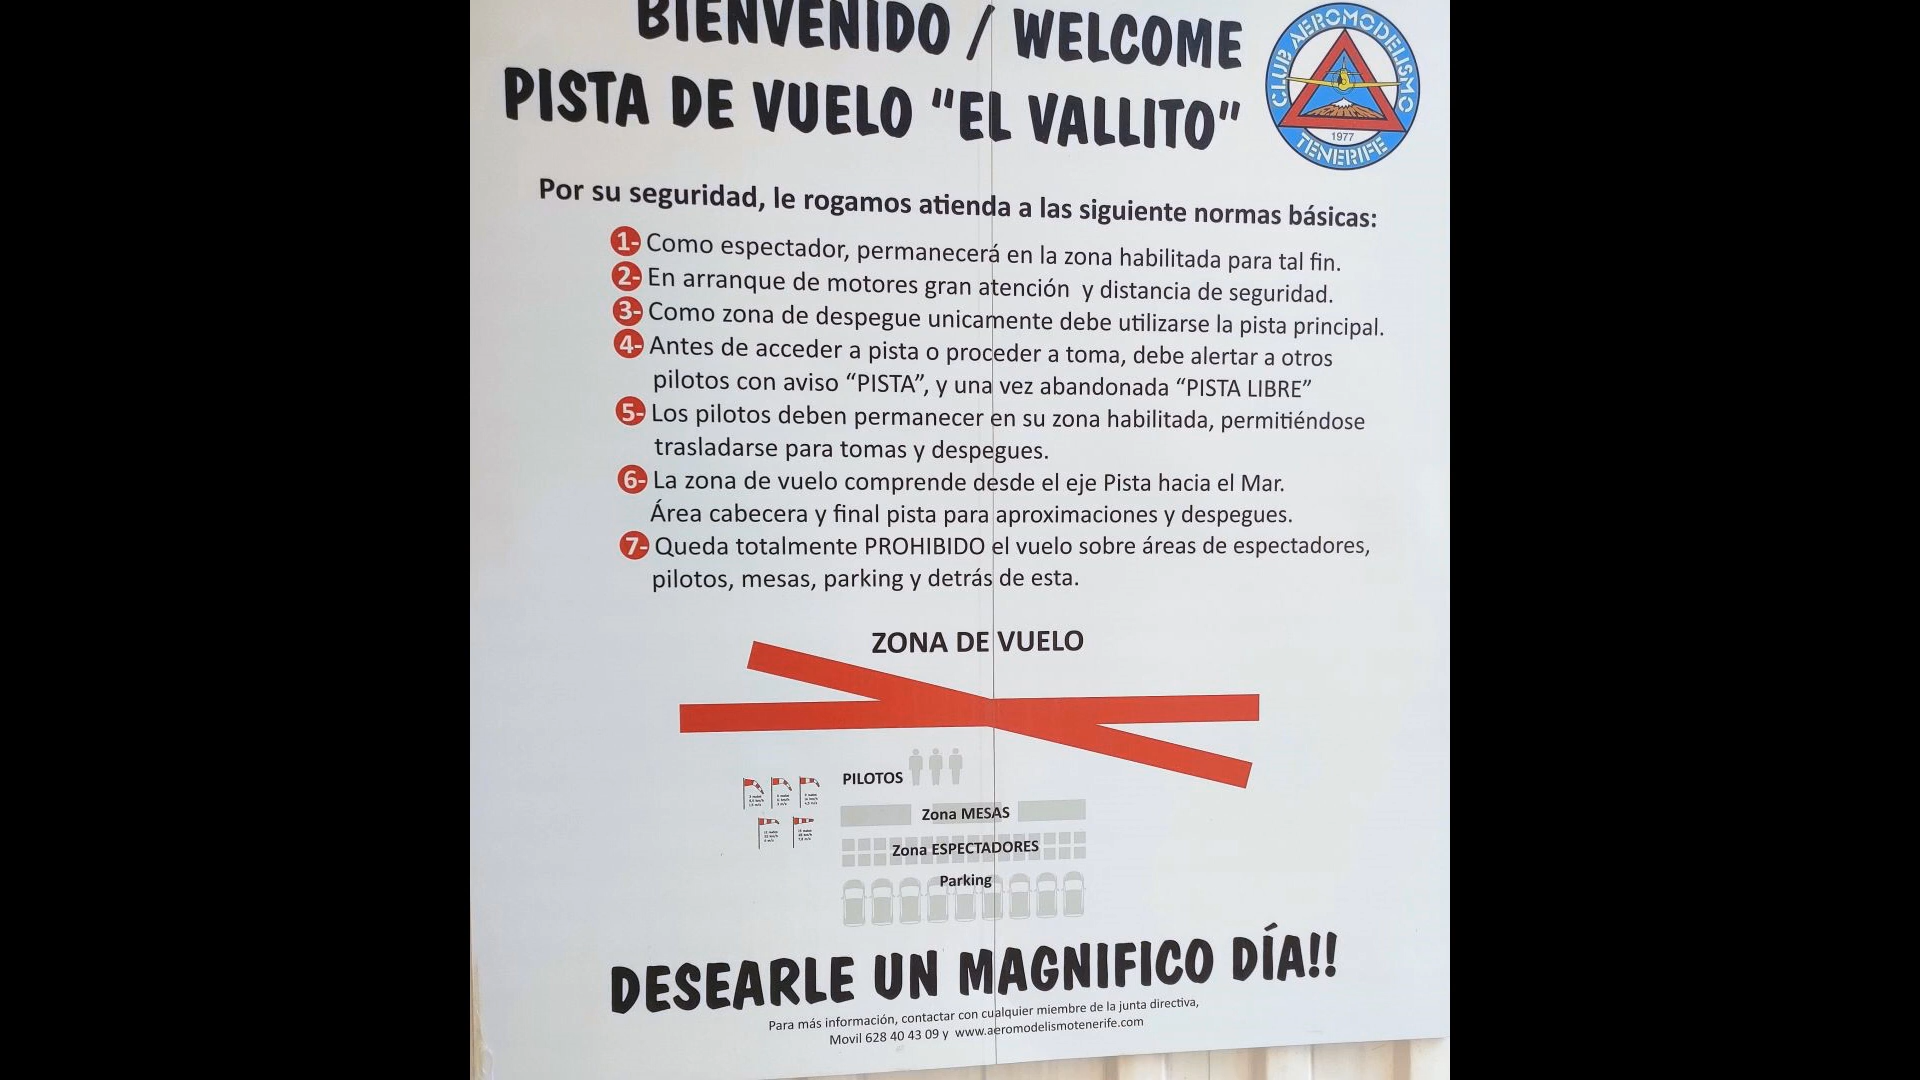 BIENVENIDO / WELCOME
PISTA DE VUELO "EL VALLITO"
CLUB AEROMODELISMO
1977
TENERIFE
Por su seguridad, le rogamos atienda a las siguiente normas básicas:
1- Como espectador, permanecerá en la zona habilitada para tal fin.
2- En arranque de motores gran atención y distancia de seguridad.
3- Como zona de despegue unicamente debe utilizarse la pista principal.
4- Antes de acceder a pista o proceder a toma, debe alertar a otros
pilotos con aviso “PISTA”, y una vez abandonada “PISTA LIBRE”
5- Los pilotos deben permanecer en su zona habilitada, permitiéndose
trasladarse para tomas y despegues.
6- La zona de vuelo comprende desde el eje Pista hacia el Mar.
Área cabecera y final pista para aproximaciones y despegues.
7- Queda totalmente PROHIBIDO el vuelo sobre áreas de espectadores,
pilotos, mesas, parking y detrás de esta.
ZONA DE VUELO
PILOTOS
Zona MESAS
Zona ESPECTADORES
Parking
DESEARLE UN MAGNIFICO DÍA!!
Para más información, contactar con cualquier miembre de la junta directiva,
Movil 628 40 43 09 y www.aeromodelismotenerife.com